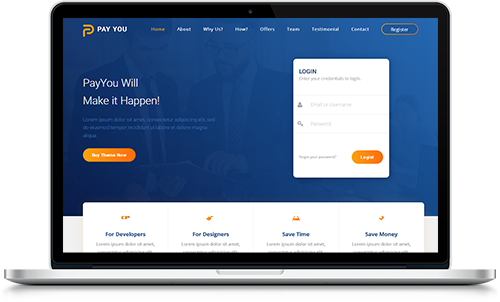 PAY YOU
Home About Why Us? How? Offers Team Testimonial Contact Register
PayYou Will
Make it Happen!
Lorem ipsum dolor sit amet, consectetur adipiscing elit, sed
do eiusmod tempor incididunt ut labore et dolore magna
aliqua
Buy Theme Now
LOGIN
Enter your credentials to login
Email or Username
Password
forgot your password?
Login!
For Developers
Lorem ipsum dolor sit amet,
For Designers
Lorem ipsum dolor sit amet,
Save Time
Lorem ipsum dolor sit amet,
Save Money
Lorem ipsum dolor sit amet,